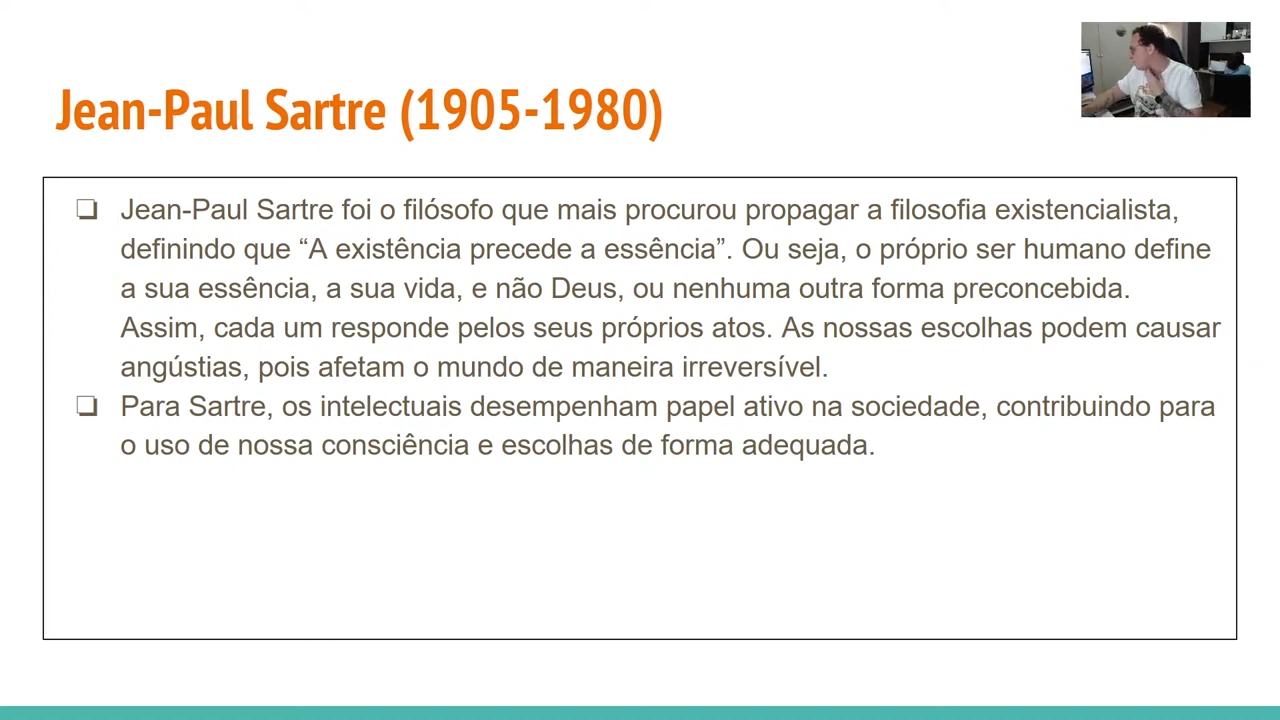 Jean-Paul Sartre (1905-1980)
❏ Jean-Paul Sartre foi o filósofo que mais procurou propagar a filosofia existencialista,
definindo que “A existência precede a essência”. Ou seja, o próprio ser humano define
a sua essência, a sua vida, e não Deus, ou nenhuma outra forma preconcebida.
Assim, cada um responde pelos seus próprios atos. As nossas escolhas podem causar
angústias, pois afetam o mundo de maneira irreversível.
❏ Para Sartre, os intelectuais desempenham papel ativo na sociedade, contribuindo para
o uso de nossa consciência e escolhas de forma adequada.